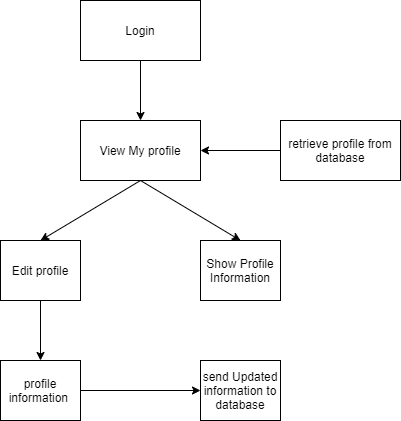 Login
View My profile
retrieve profile from
database
Edit profile
Show Profile
Information
profile
information
send Updated
information to
database